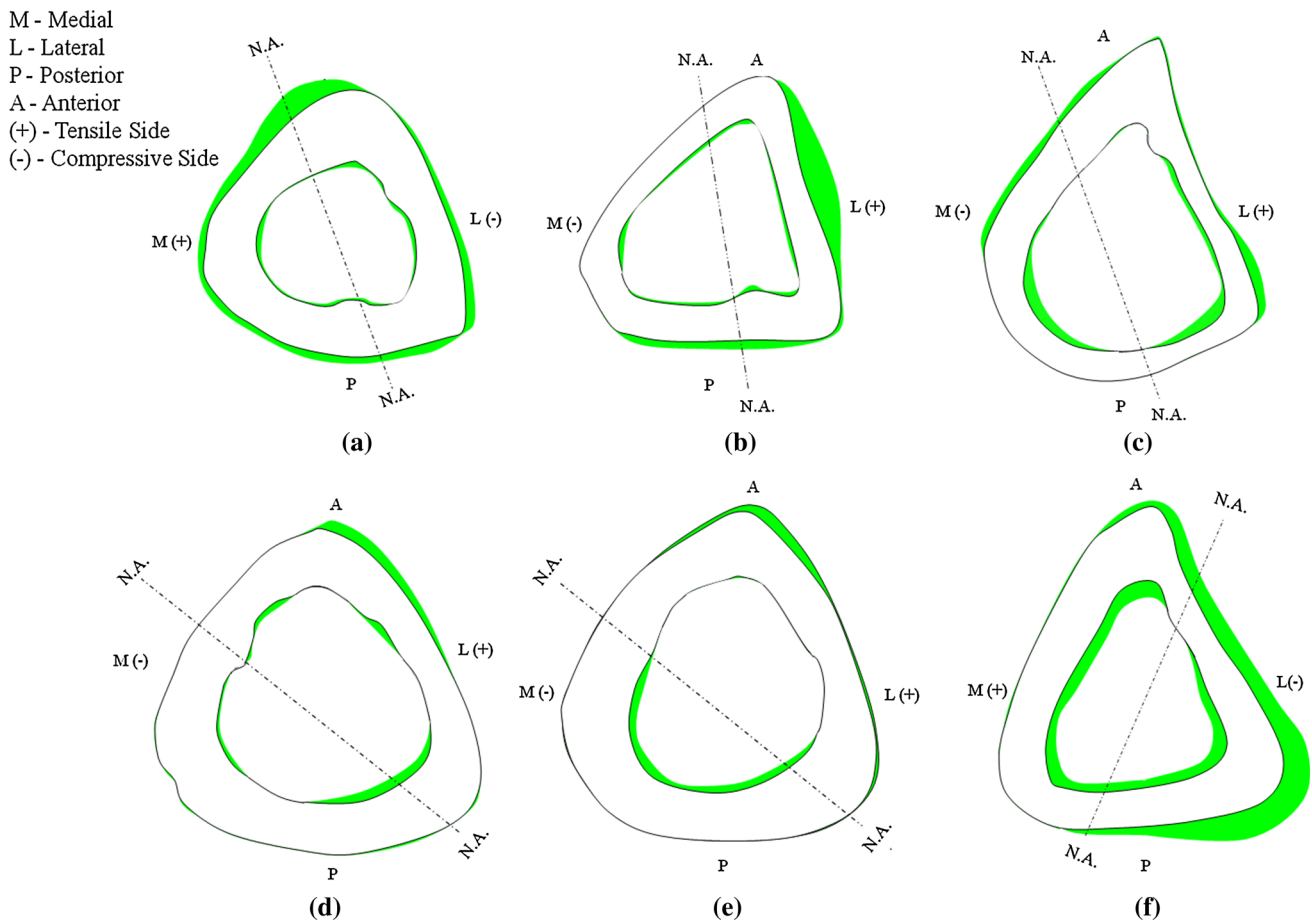 M - Medial
L - Lateral
P - Posterior
A - Anterior
(+) - Tensile Side
(-) - Compressive Side
N.A.
M (+)
L (-)
P
N.A.
(a)
N.A.
A
M (-)
L (+)
P
N.A.
(b)
A
N.A.
M (-)
L (+)
P
N.A.
(c)
A
N.A.
M (-)
L (+)
N.A.
P
(d)
A
N.A.
M (-)
L (+)
N.A.
P
(e)
A
N.A.
M (+)
L(-)
N.A.
P
(f)